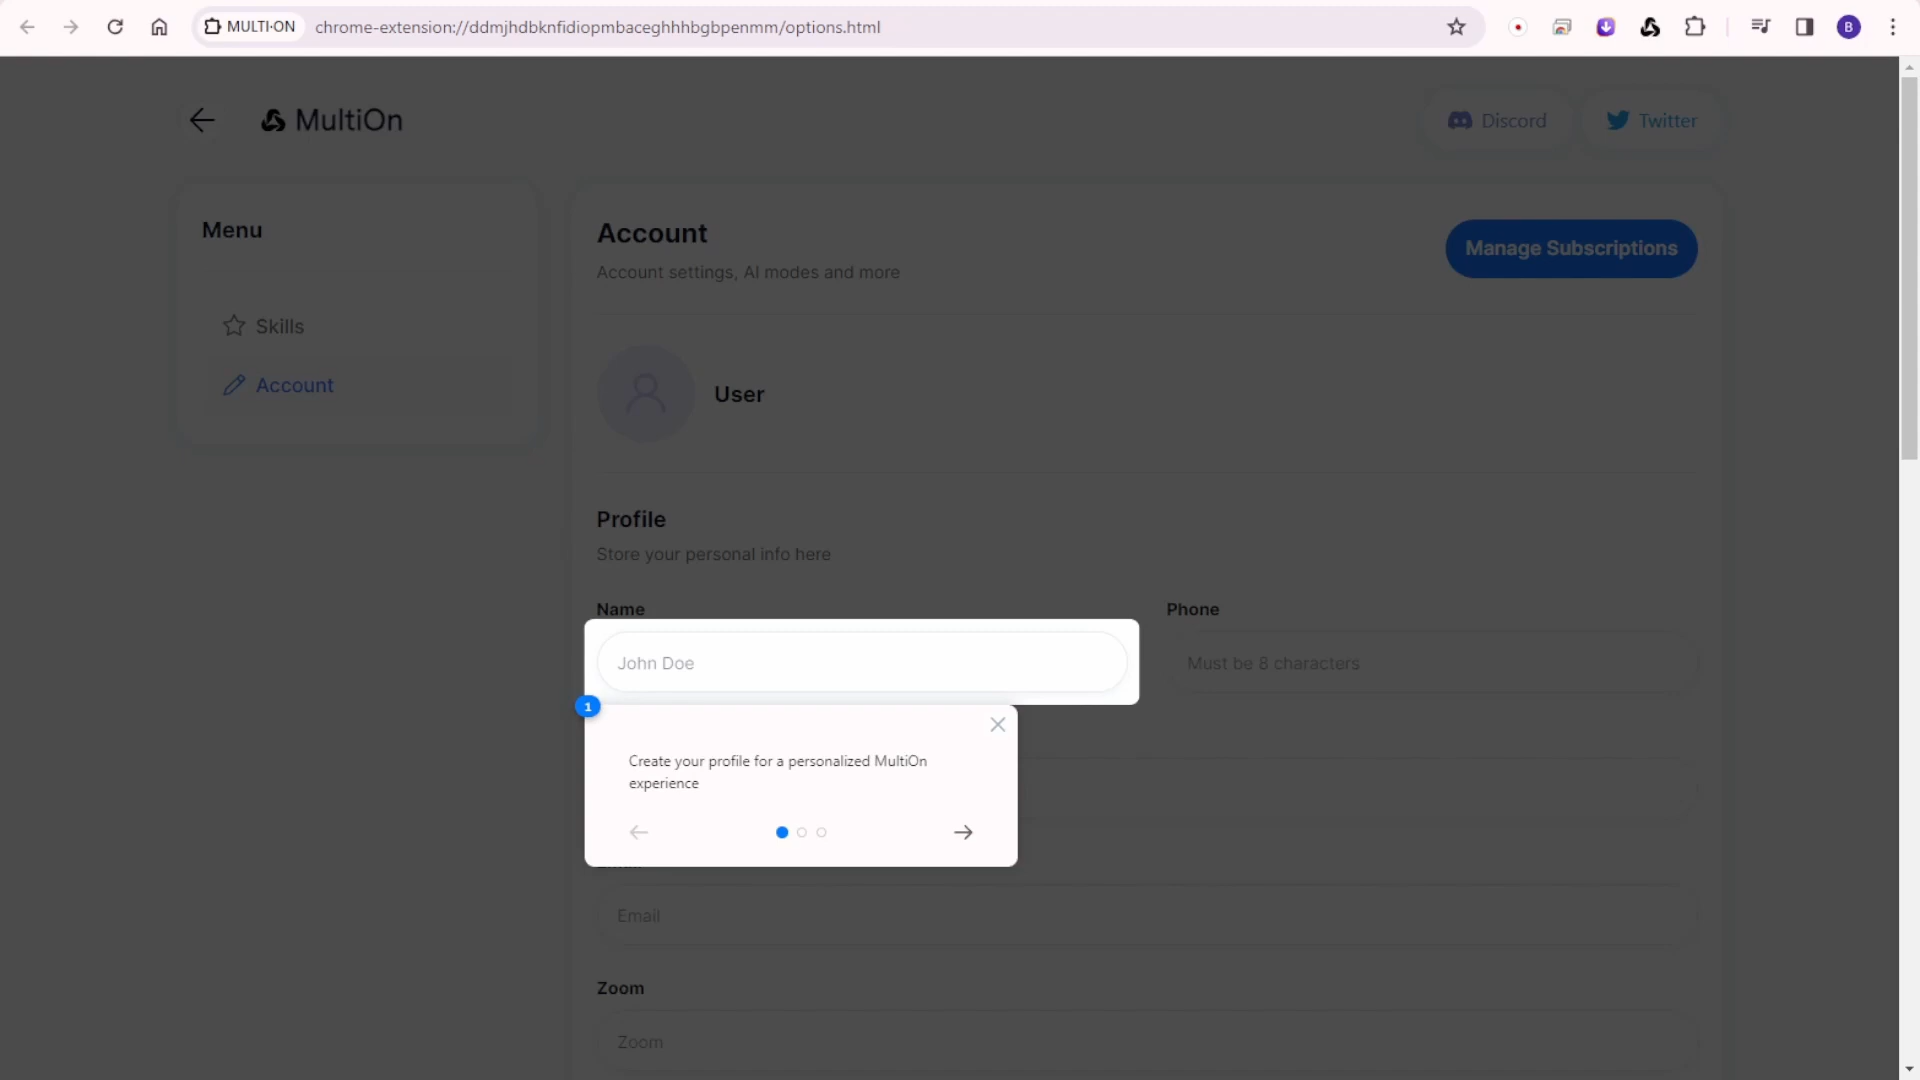 MULTI·ON
chrome-extension://ddmjhdbknfidiopmbaceghhhbgbpenmm/options.html
B
MultiOn
Discord
Twitter
Menu
Skills
Account
Account
Account settings, AI modes and more
Manage Subscriptions
User
Profile
Store your personal info here
Name
Phone
John Doe
Must be 8 characters
1
Create your profile for a personalized MultiOn
experience
Email
Zoom
Zoom